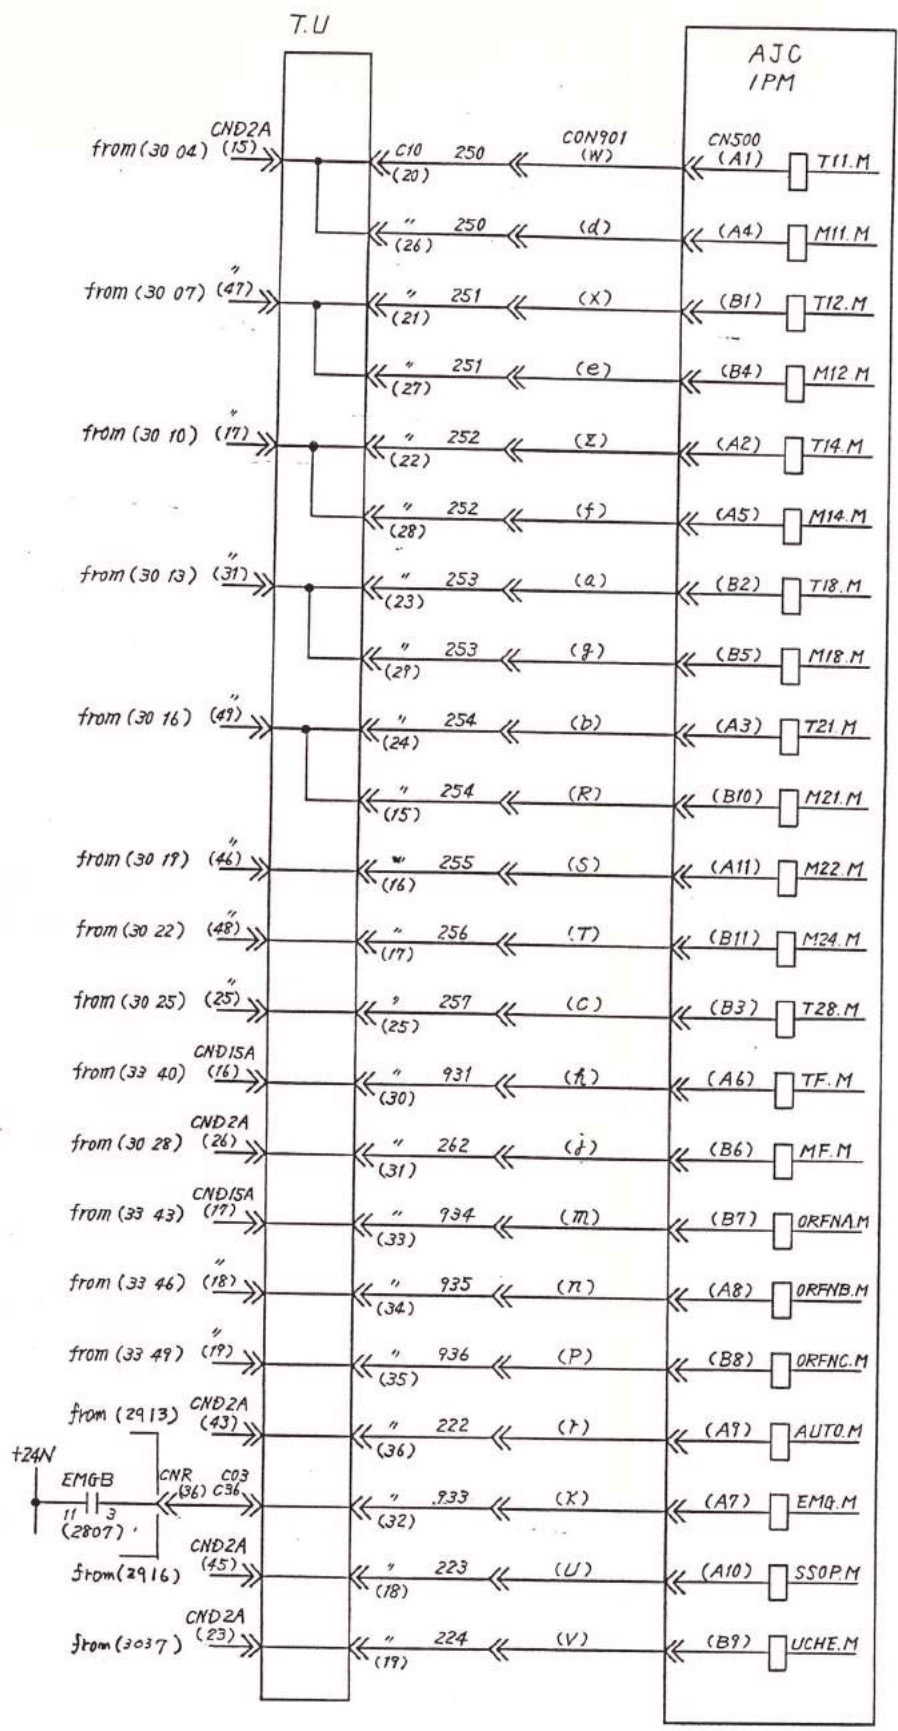 T.U
AJC
1PM
CND2A CON901 CN500
from (30 04) (15) C10 250 (W) (A1) T11.M
(20)
" 250 (d) (A4) M11.M
(26)
"
from (30 07) (47) " 251 (X) (B1) T12.M
(21)
" 251 (e) (B4) M12.M
(27)
"
from (30 10) (17) " 252 (Z) (A2) T14.M
(22)
" 252 (f) (A5) M14.M
(28)
"
from (30 13) (31) " 253 (a) (B2) T18.M
(23)
" 253 (g) (B5) M18.M
(29)
"
from (30 16) (49) " 254 (b) (A3) T21.M
(24)
" 254 (R) (B10) M21.M
(15)
"
from (30 19) (46) " 255 (S) (A11) M22.M
(16)
"
from (30 22) (48) " 256 (T) (B11) M24.M
(17)
"
from (30 25) (25) " 257 (C) (B3) T28.M
(25)
CND15A
from (33 40) (16) " 931 (h) (A6) TF.M
(30)
CND2A
from (30 28) (26) " 262 (j) (B6) MF.M
(31)
CND15A
from (33 43) (17) " 934 (m) (B7) ORFNA.M
(33)
"
from (33 46) (18) " 935 (n) (A8) ORFNB.M
(34)
"
from (33 49) (19) " 936 (P) (B8) ORFNC.M
(35)
from (2913) CND2A
(43) " 222 (r) (A9) AUTO.M
(36)
+24N
EMGB CNR C03
(36) C36 " 933 (K) (A7) EMG.M
11 3 (32)
(2807)
CND2A
from (2916) (45) " 223 (U) (A10) SSOP.M
(18)
CND2A
from (3037) (23) " 224 (V) (B9) UCHE.M
(19)